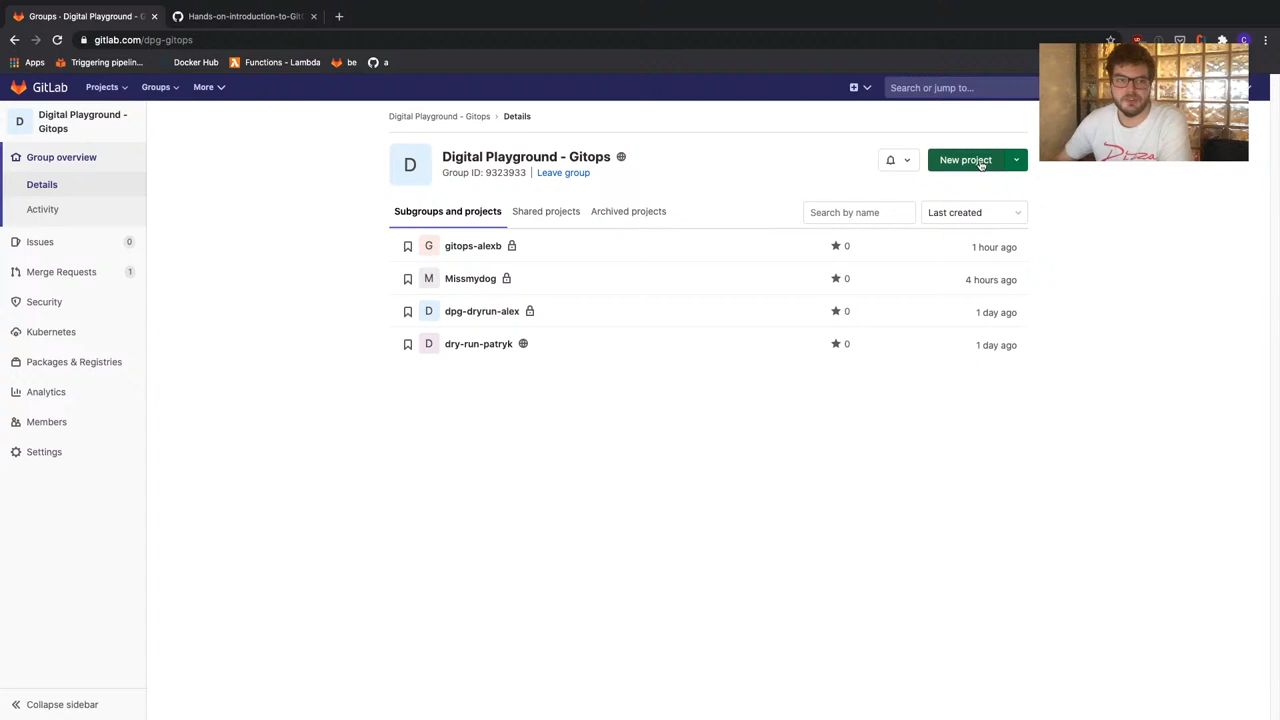 Groups · Digital Playground - G
Hands-on-introduction-to-GitO
gitlab.com/dpg-gitops
Apps
Triggering pipelin...
Docker Hub
Functions - Lambda
be
a
GitLab
Projects
Groups
More
Search or jump to...
D
Digital Playground - Gitops
Group overview
Details
Activity
Issues 0
Merge Requests 1
Security
Kubernetes
Packages & Registries
Analytics
Members
Settings
Collapse sidebar
Digital Playground - Gitops › Details
D
Digital Playground - Gitops
Group ID: 9323933 | Leave group
New project
Subgroups and projects
Shared projects
Archived projects
Search by name
Last created
G gitops-alexb 0 1 hour ago
M Missmydog 0 4 hours ago
D dpg-dryrun-alex 0 1 day ago
D dry-run-patryk 0 1 day ago